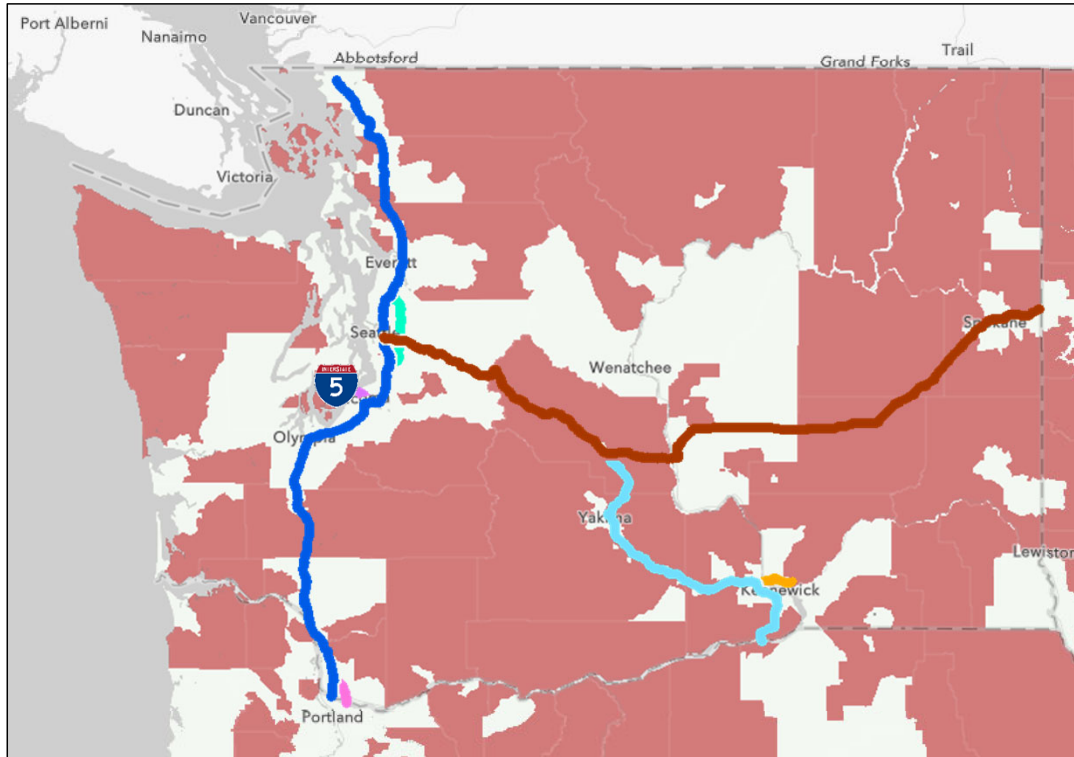 Vancouver
Port Alberni
Nanaimo
Trail
Abbotsford
Grand Forks
Duncan
Victoria
Everett
Spokane
Seattle
Wenatchee
INTERSTATE
5
Olympia
Yakima
Lewiston
Kennewick
Portland